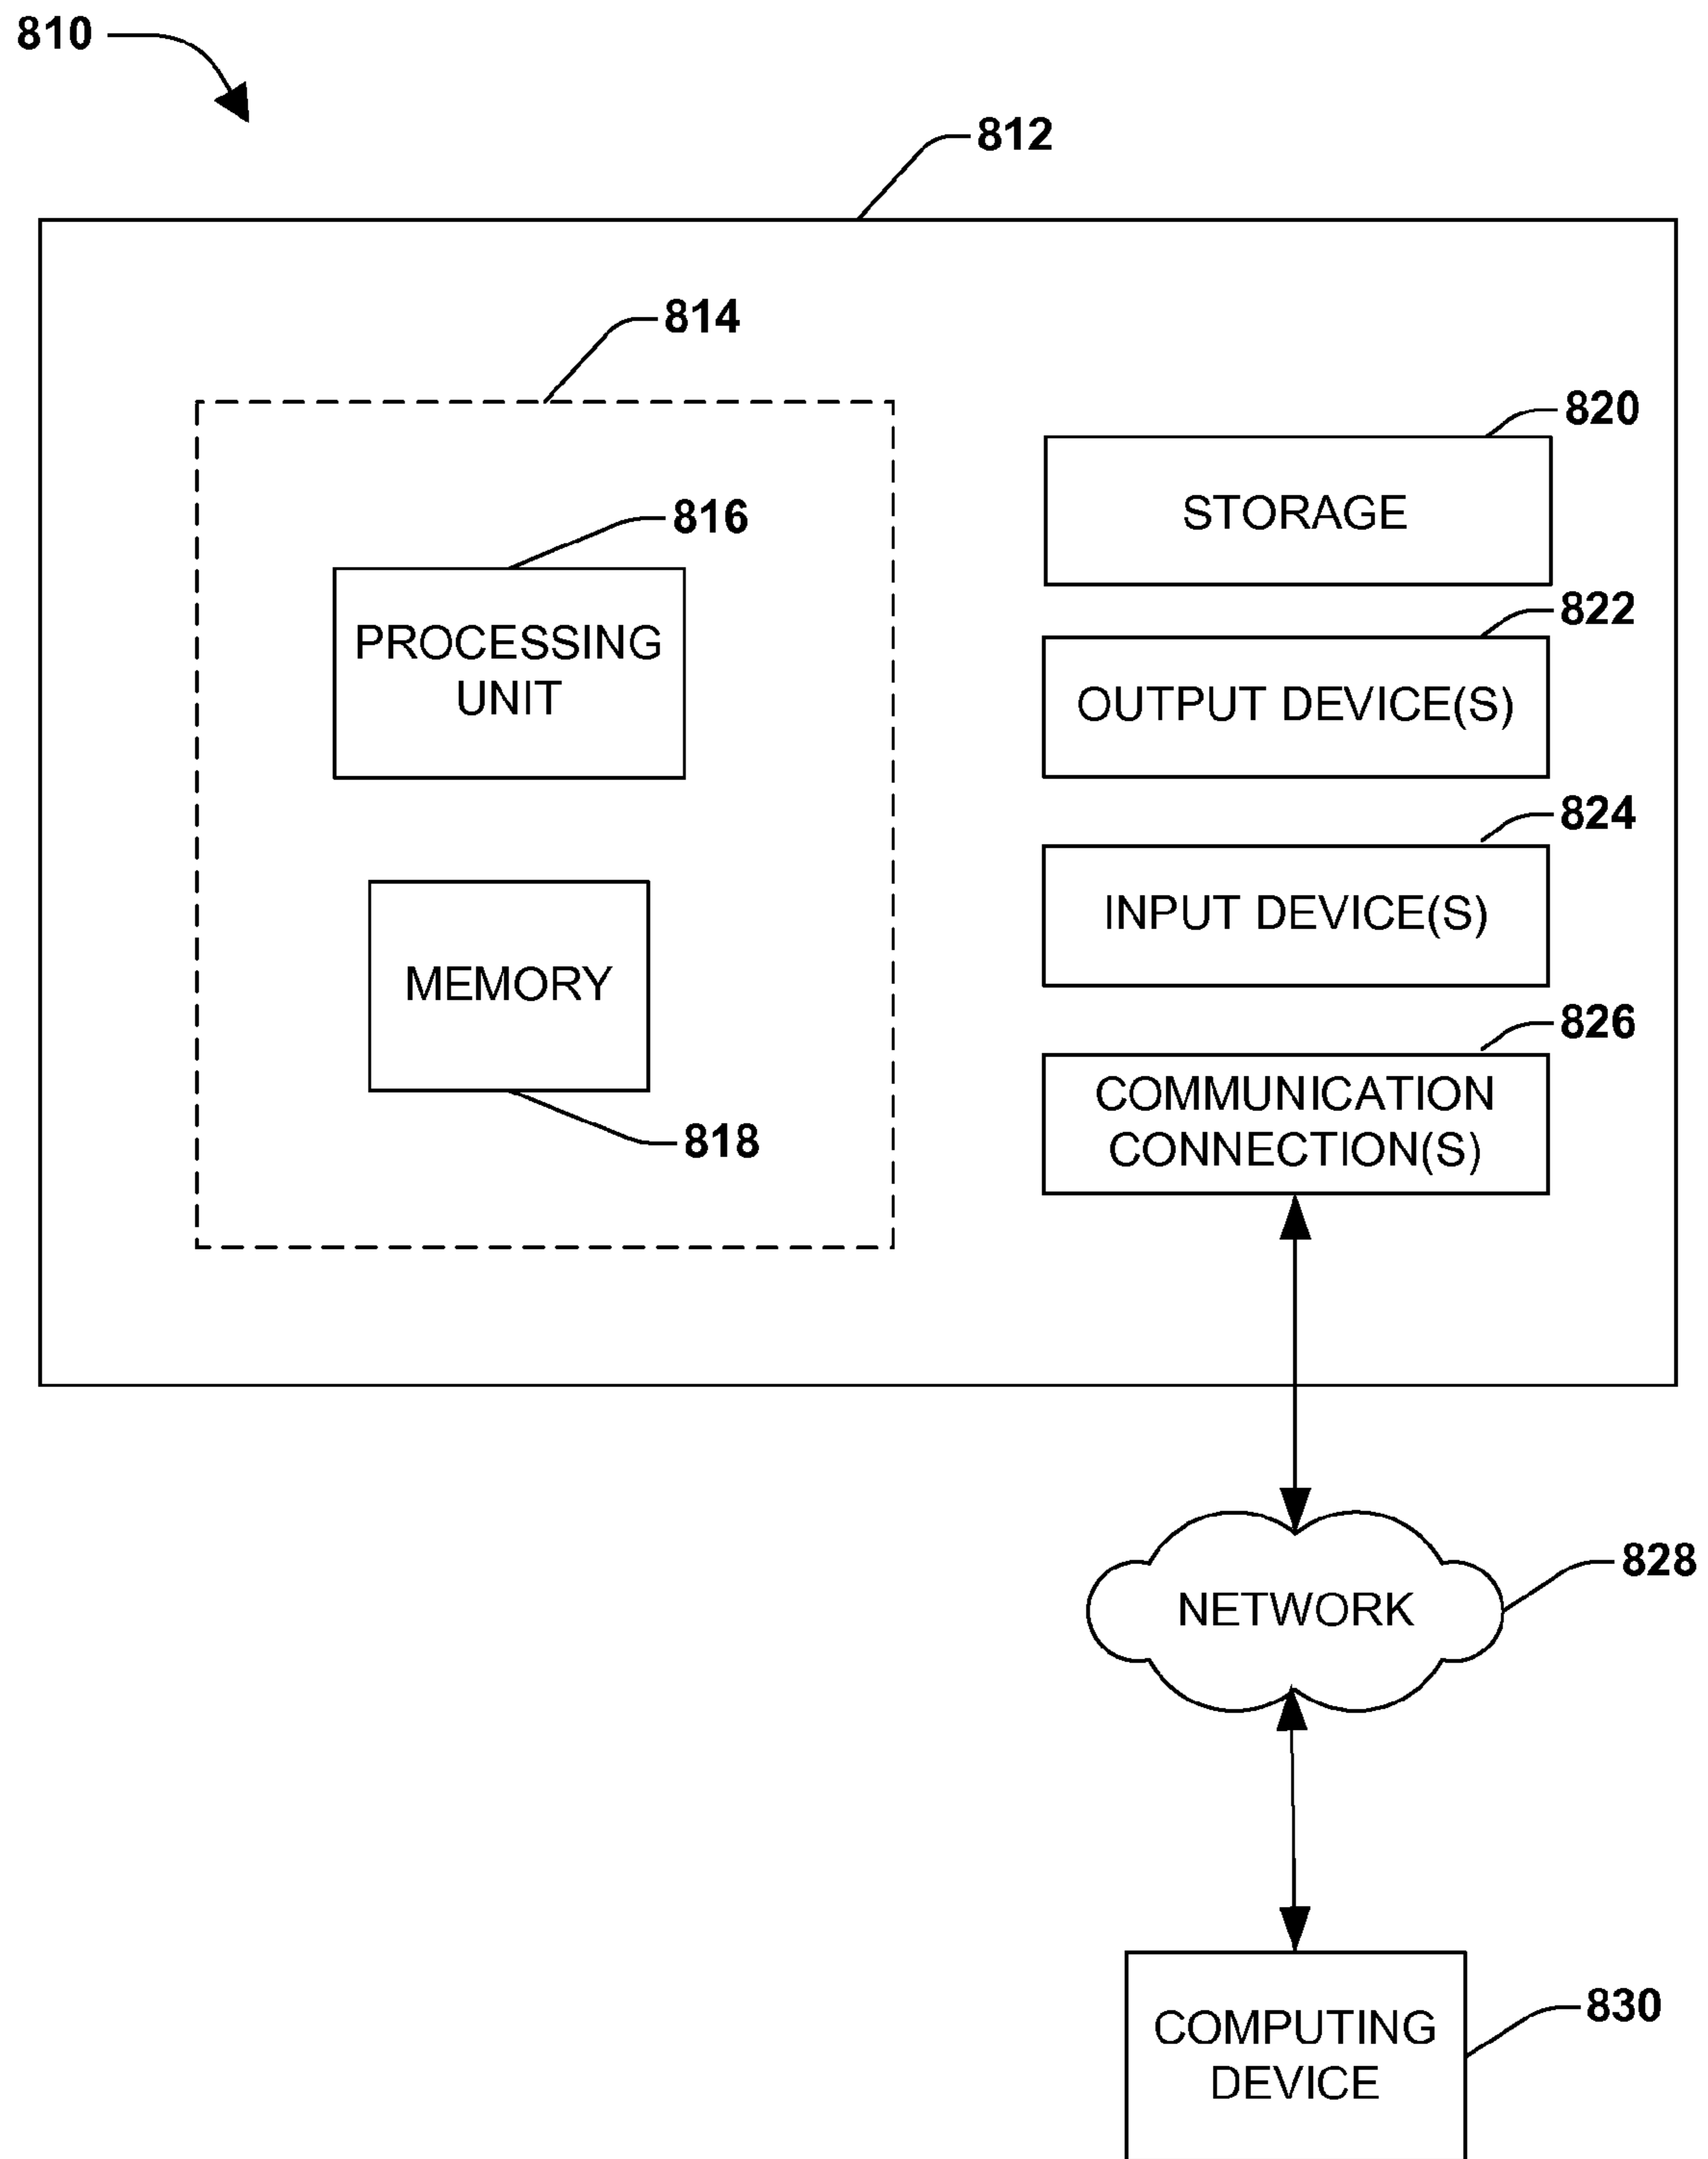 810
812
814
820
816
STORAGE
822
PROCESSING
UNIT
OUTPUT DEVICE(S)
824
INPUT DEVICE(S)
MEMORY
826
COMMUNICATION
CONNECTION(S)
818
828
NETWORK
830
COMPUTING
DEVICE